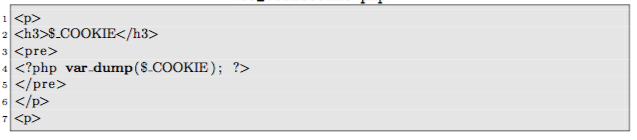 1 <p>
2 <h3>$_COOKIE</h3>
3 <pre>
4 <?php var_dump($_COOKIE); ?>
5 </pre>
6 </p>
7 <p>